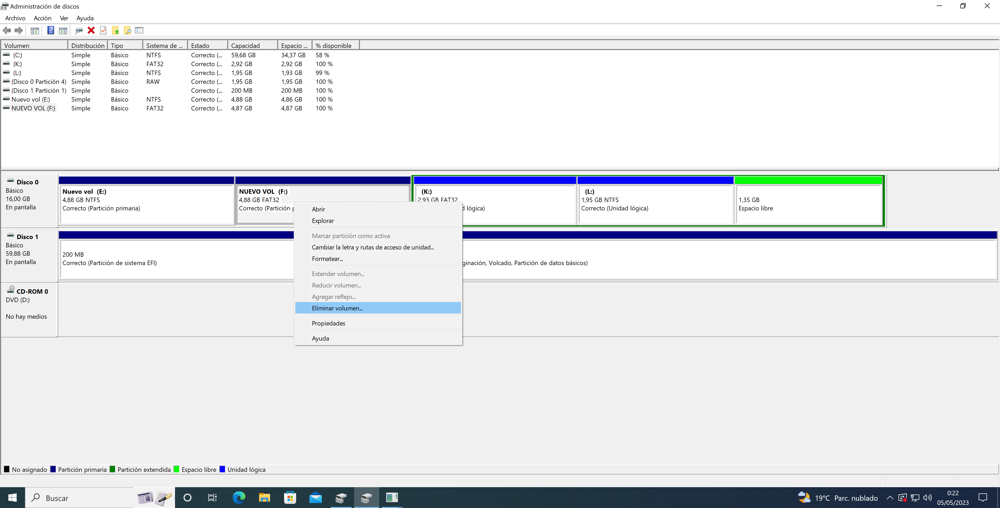 Administración de discos
Archivo Acción Ver Ayuda
Volumen Distribución Tipo Sistema de ... Estado Capacidad Espacio ... % disponible
(C:) Simple Básico NTFS Correcto (... 59,68 GB 34,37 GB 58 %
(K:) Simple Básico FAT32 Correcto (... 2,92 GB 2,92 GB 100 %
(L:) Simple Básico NTFS Correcto (... 1,95 GB 1,93 GB 99 %
(Disco 0 Partición 4) Simple Básico RAW Correcto (... 1,95 GB 1,95 GB 100 %
(Disco 1 Partición 1) Simple Básico Correcto (... 200 MB 200 MB 100 %
Nuevo vol (E:) Simple Básico NTFS Correcto (... 4,88 GB 4,86 GB 100 %
NUEVO VOL (F:) Simple Básico FAT32 Correcto (... 4,87 GB 4,87 GB 100 %
Disco 0
Básico
16,00 GB
En pantalla
Nuevo vol (E:)
4,88 GB NTFS
Correcto (Partición primaria)
NUEVO VOL (F:)
4,88 GB FAT32
Correcto (Partición p
(K:)
2,93 GB FAT32
d lógica)
(L:)
1,95 GB NTFS
Correcto (Unidad lógica)
1,35 GB
Espacio libre
Abrir
Explorar
Marcar partición como activa
Cambiar la letra y rutas de acceso de unidad...
Formatear...
Extender volumen...
Reducir volumen...
Agregar reflejo...
Eliminar volumen...
Propiedades
Ayuda
Disco 1
Básico
59,88 GB
En pantalla
200 MB
Correcto (Partición de sistema EFI)
ginación, Volcado, Partición de datos básicos)
CD-ROM 0
DVD (D:)
No hay medios
No asignado Partición primaria Partición extendida Espacio libre Unidad lógica
Buscar
19°C Parc. nublado
0:22
05/05/2023